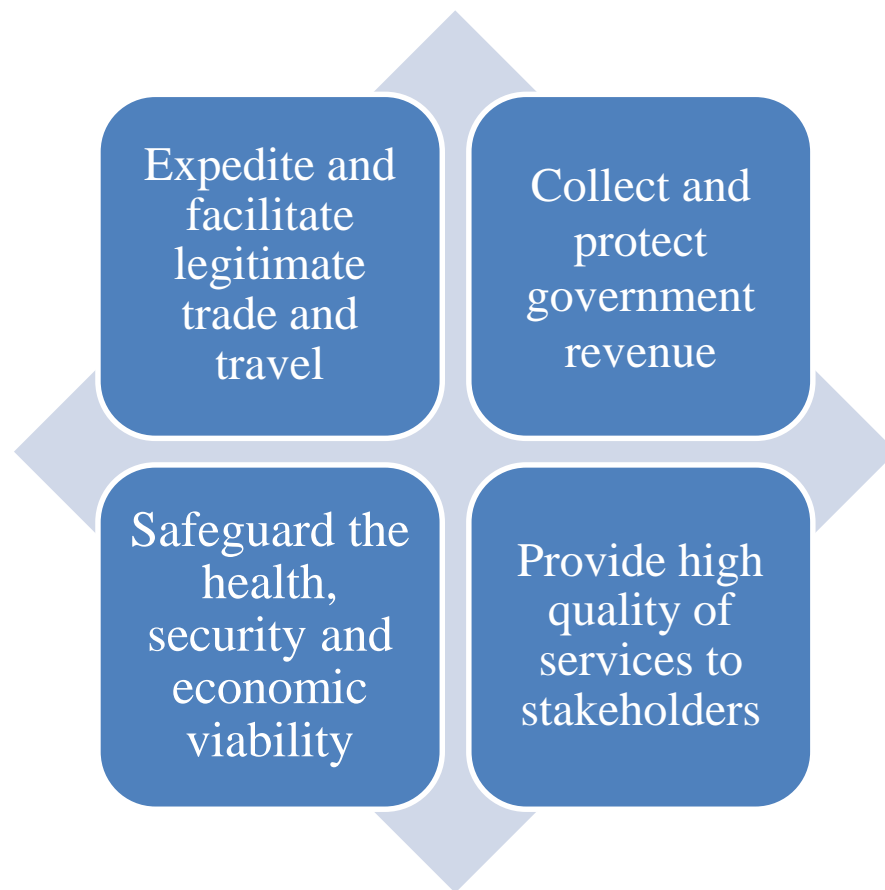 Expedite and
facilitate
legitimate
trade and
travel
Collect and
protect
government
revenue
Safeguard the
health,
security and
economic
viability
Provide high
quality of
services to
stakeholders